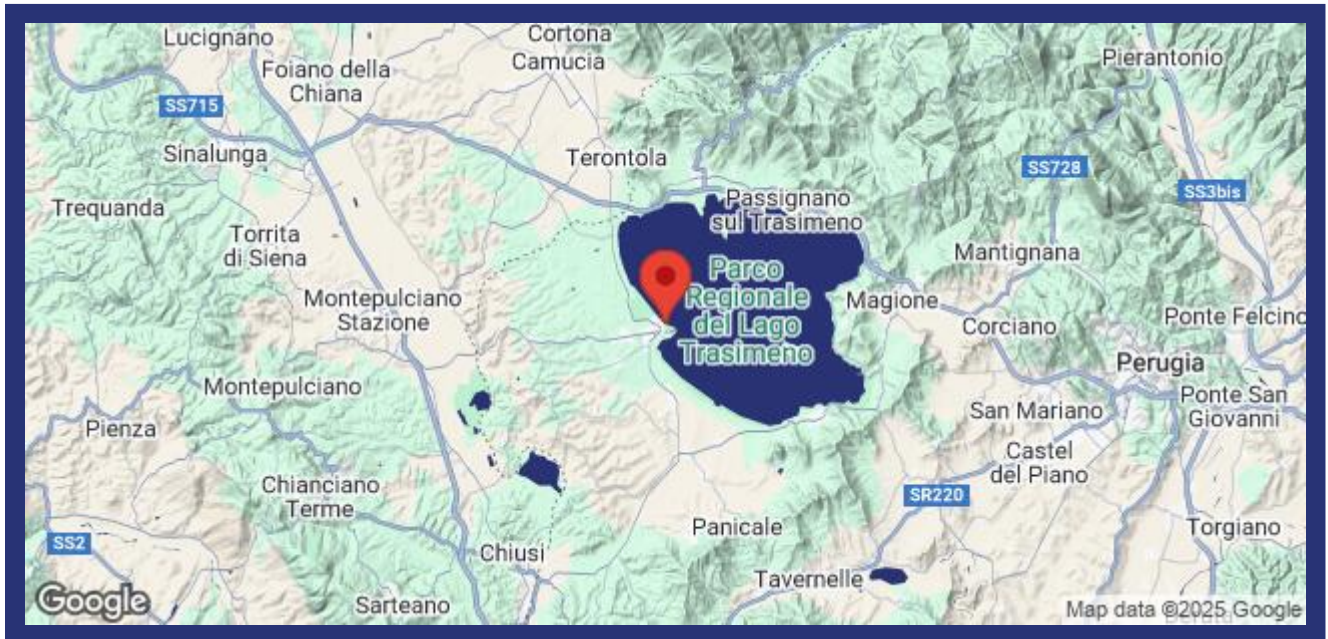 Lucignano
Cortona
Camucia
Pierantonio
Foiano della
Chiana
SS715
Sinalunga
Terontola
SS728
SS3bis
Trequanda
Passignano
sul Trasimeno
Torrita
di Siena
Mantignana
Parco
Regionale
del Lago
Trasimeno
Montepulciano
Stazione
Magione
Corciano
Ponte Felcino
Perugia
Montepulciano
Pienza
San Mariano
Ponte San
Giovanni
Castel
del Piano
Chianciano
Terme
SR220
SS2
Chiusi
Panicale
Torgiano
Tavernelle
Sarteano
Google
Map data ©2025 Google